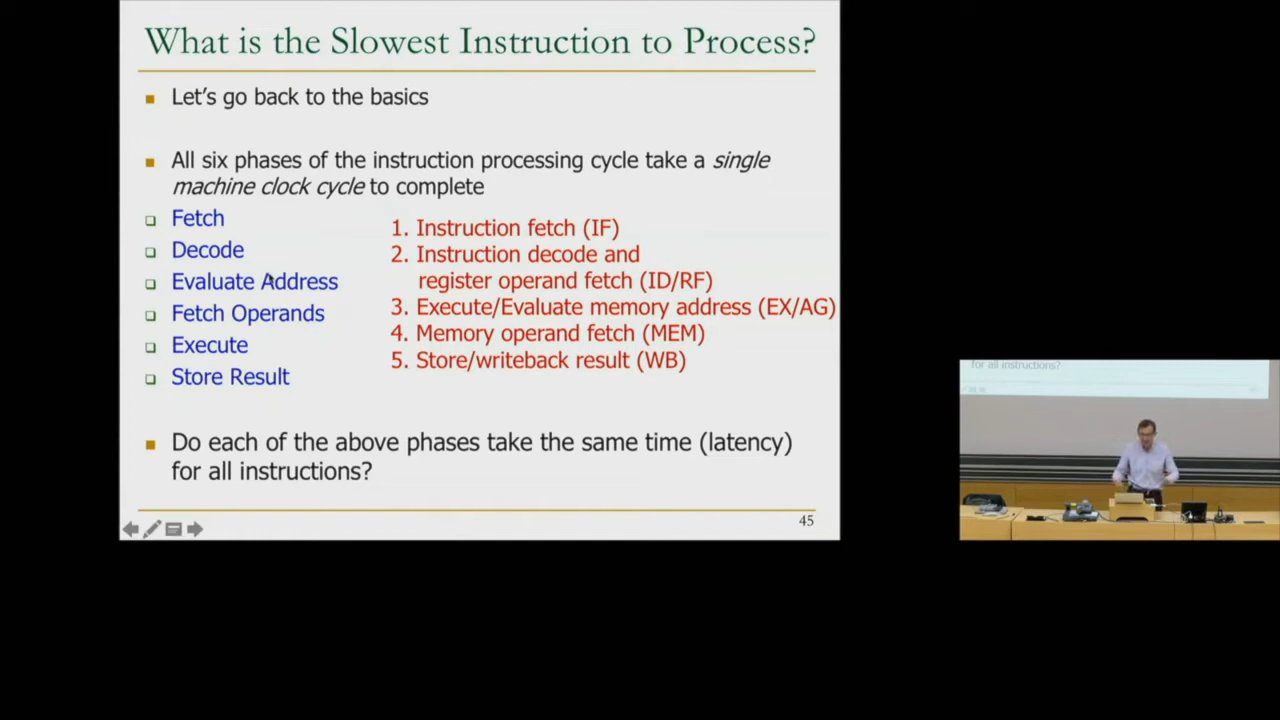 What is the Slowest Instruction to Process?
Let's go back to the basics
All six phases of the instruction processing cycle take a single
machine clock cycle to complete
Fetch
Decode
Evaluate Address
Fetch Operands
Execute
Store Result
1. Instruction fetch (IF)
2. Instruction decode and
register operand fetch (ID/RF)
3. Execute/Evaluate memory address (EX/AG)
4. Memory operand fetch (MEM)
5. Store/writeback result (WB)
Do each of the above phases take the same time (latency)
for all instructions?
45
for all instructions?